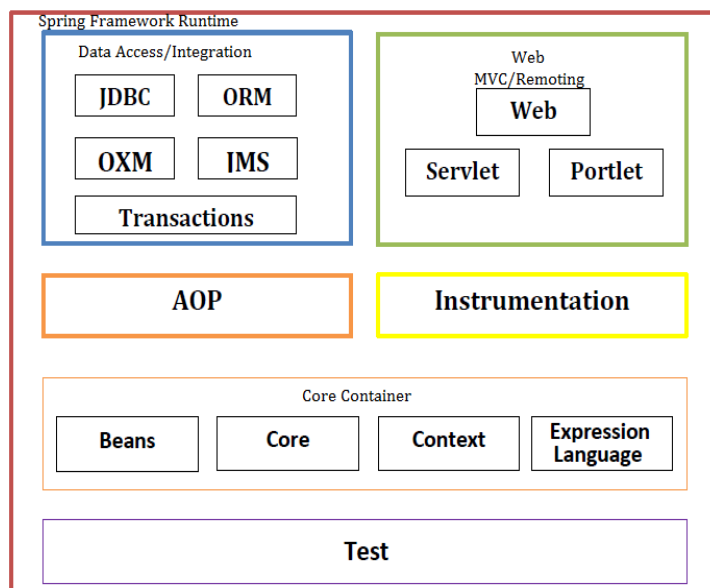 Spring Framework Runtime
Data Access/Integration
JDBC
ORM
OXM
JMS
Transactions
Web
MVC/Remoting
Web
Servlet
Portlet
AOP
Instrumentation
Core Container
Beans
Core
Context
Expression
Language
Test